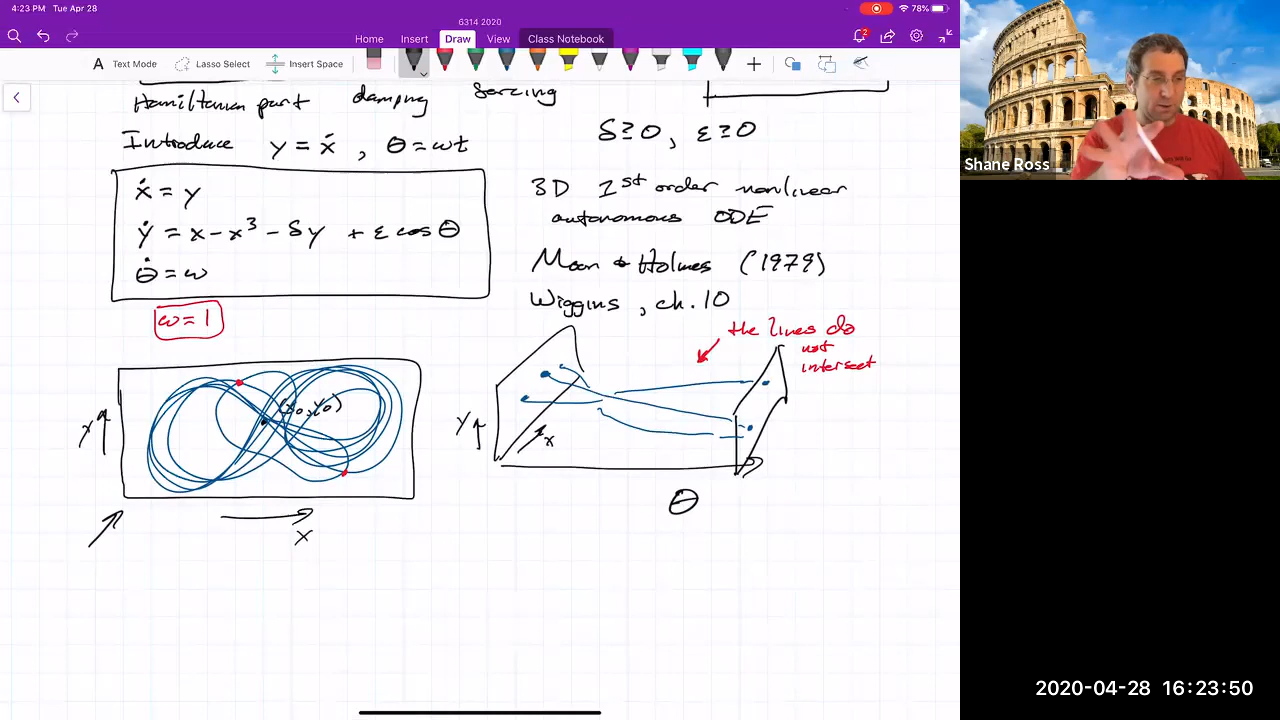 4:23 PM Tue Apr 28
78%
6314 2020
Home Insert Draw View Class Notebook
2
A Text Mode Lasso Select Insert Space
Hamiltonian part damping forcing
Introduce y = ẋ , θ = ωt
δ ≥ 0, ε ≥ 0
ẋ = y
ẏ = x - x³ - δy + ε cos θ
θ̇ = ω
3D 1st order nonlinear
autonomous ODE
Moon & Holmes (1979)
Wiggins, ch. 10
ω = 1
the lines do
not
intersect
(x₀, y₀)
y
x
y
x
θ
Shane Ross
2020-04-28 16:23:50